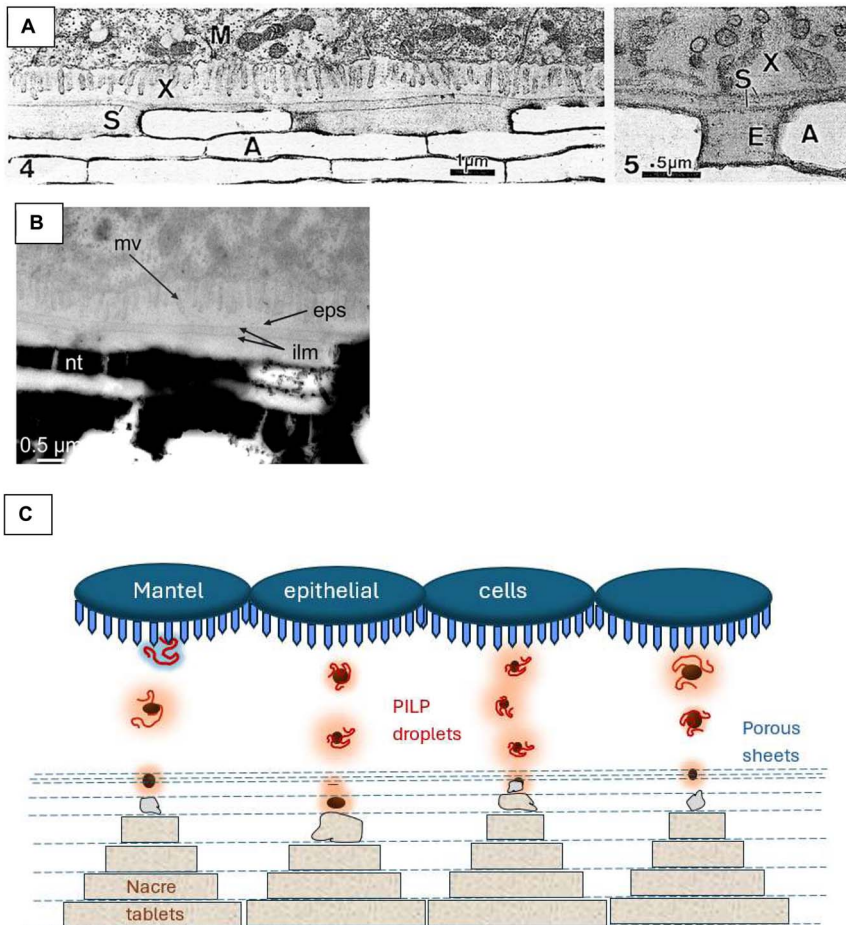 A
M
X
S
A
4
1µm
X
S
E
A
5
.5µm
B
mv
eps
ilm
nt
0.5 µm
C
Mantel epithelial cells
PILP
droplets
Porous
sheets
Nacre
tablets